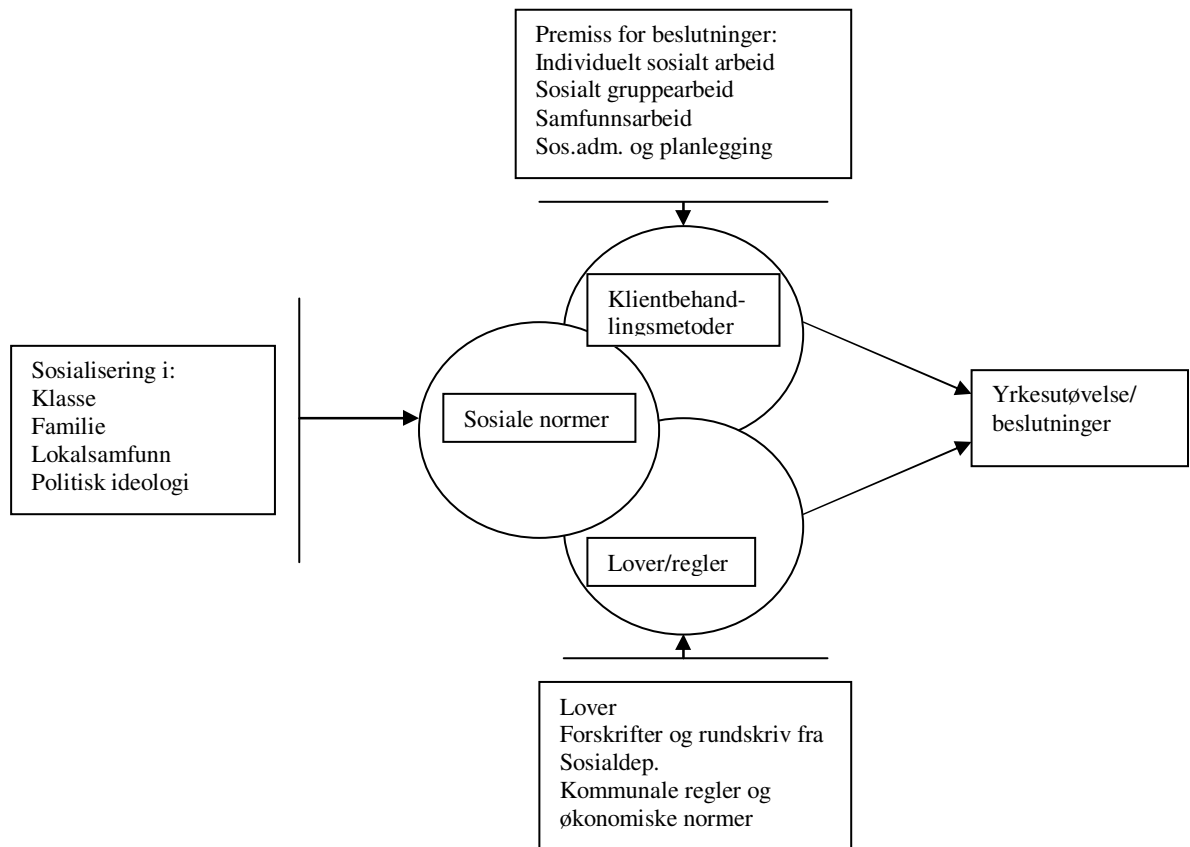 Premiss for beslutninger:
Individuelt sosialt arbeid
Sosialt gruppearbeid
Samfunnsarbeid
Sos.adm. og planlegging
Klientbehand-
lingsmetoder
Sosialisering i:
Klasse
Familie
Lokalsamfunn
Politisk ideologi
Sosiale normer
Yrkesutøvelse/
beslutninger
Lover/regler
Lover
Forskrifter og rundskriv fra
Sosialdep.
Kommunale regler og
økonomiske normer